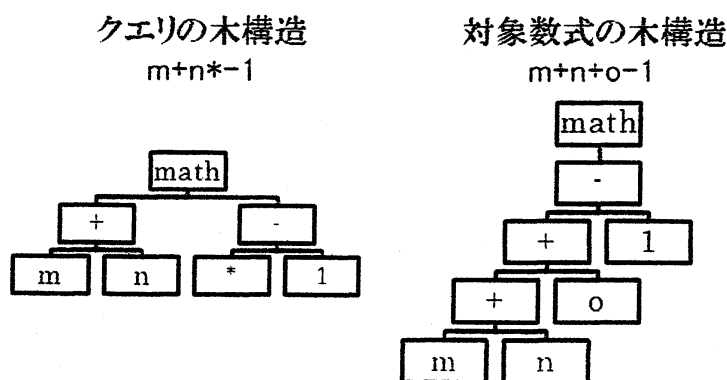 クエリの木構造
m+n*-1
math
+ -
m n * 1
対象数式の木構造
m+n+o-1
math
-
+ 1
+ o
m n